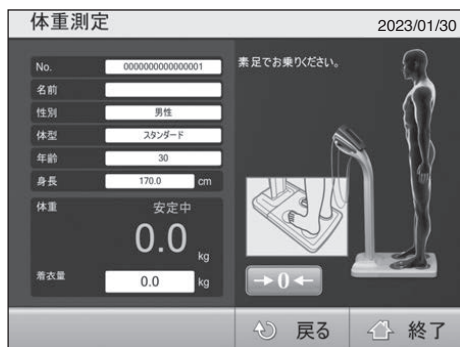 体重測定
2023/01/30
No. 0000000000000001
名前
性別 男性
体型 スタンダード
年齢 30
身長 170.0 cm
体重 安定中
0.0 kg
着衣量 0.0 kg
素足でお乗りください。
→0←
戻る
終了